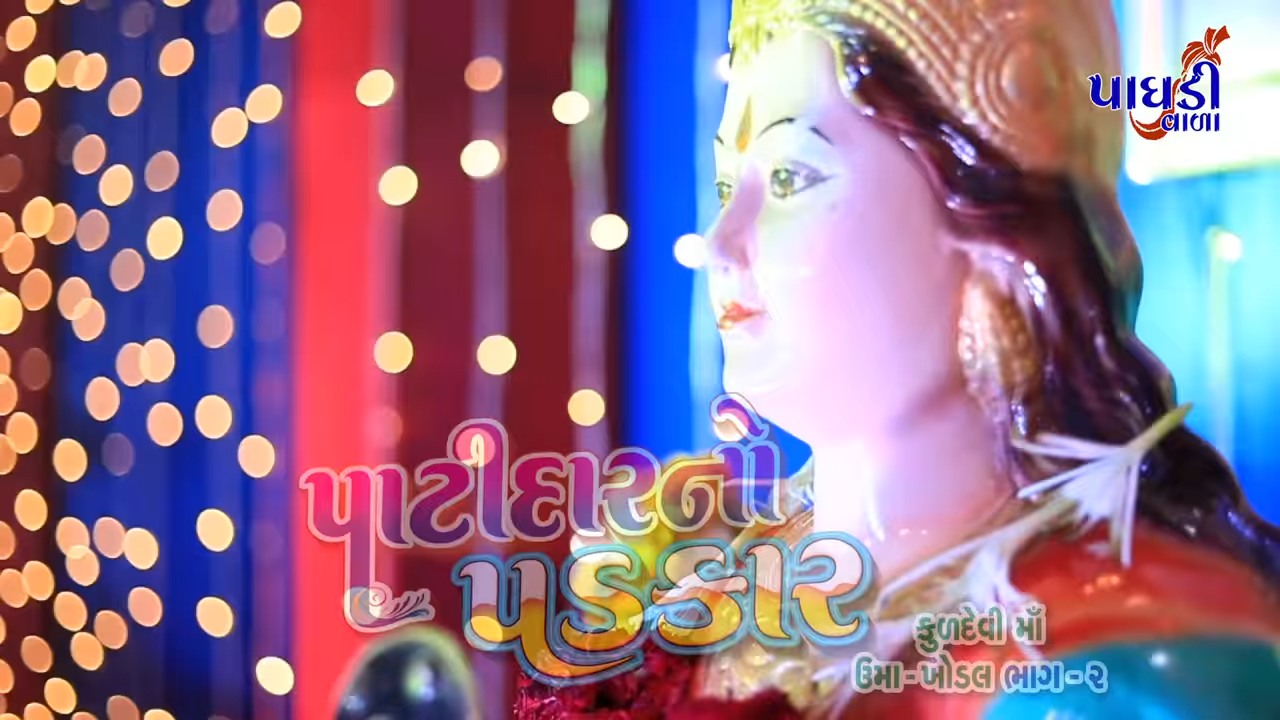 પાઘડી
વાળા
પાટીદારનો
પડકાર
કુળદેવી માઁ
ઉમા-ખોડલ ભાગ-૨